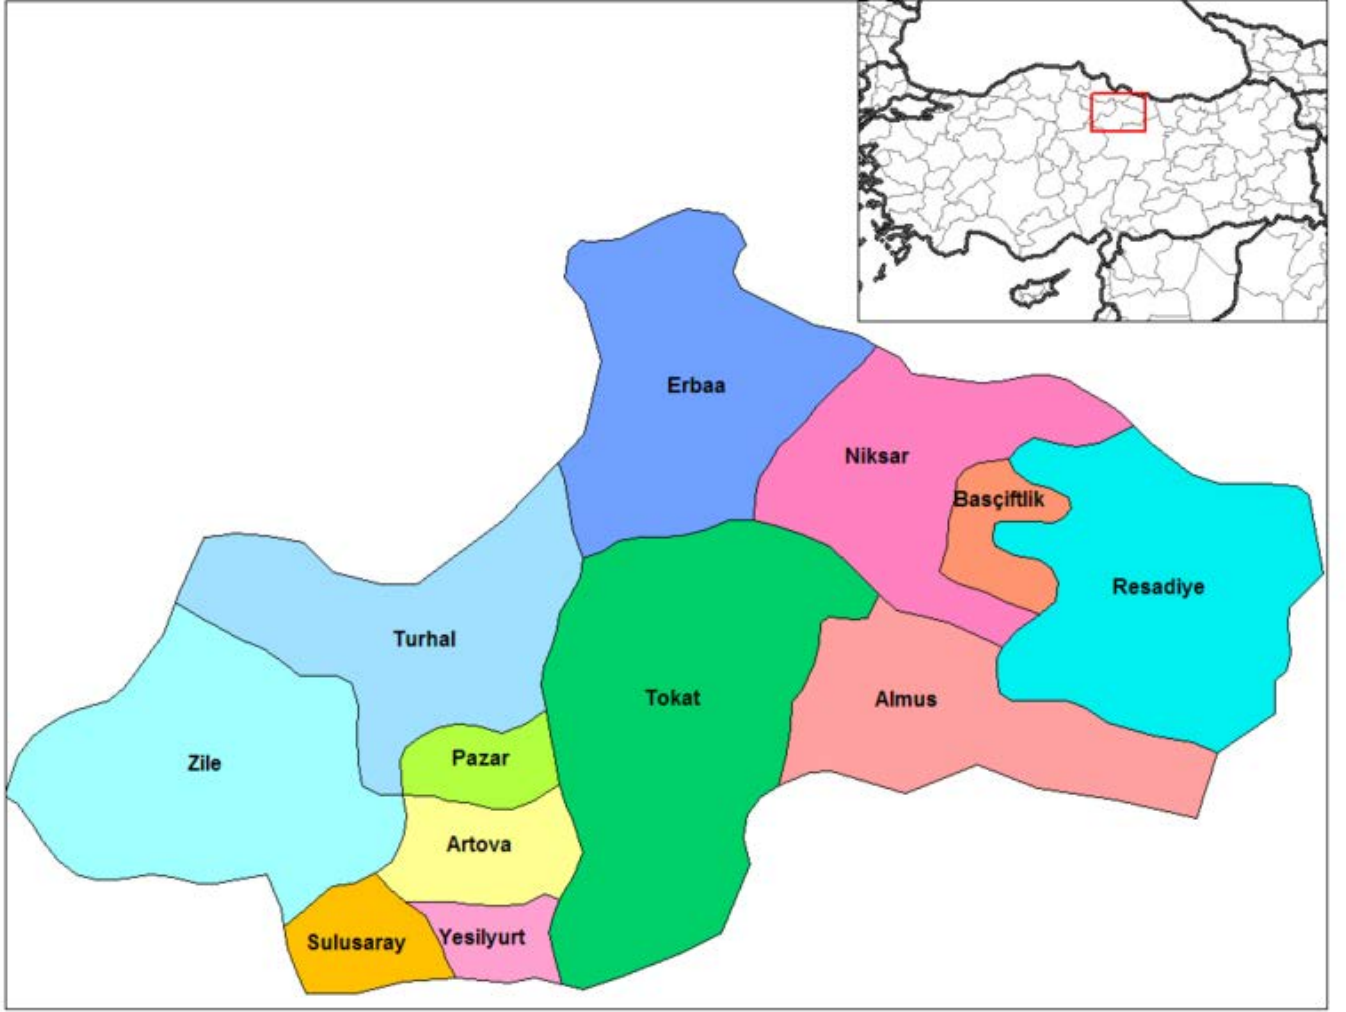 Erbaa
Niksar
Basçiftlik
Resadiye
Turhal
Tokat
Almus
Pazar
Zile
Artova
Sulusaray
Yesilyurt